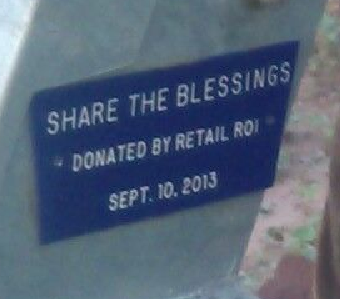 SHARE THE BLESSINGS
" DONATED BY RETAIL ROI "
SEPT. 10. 2013